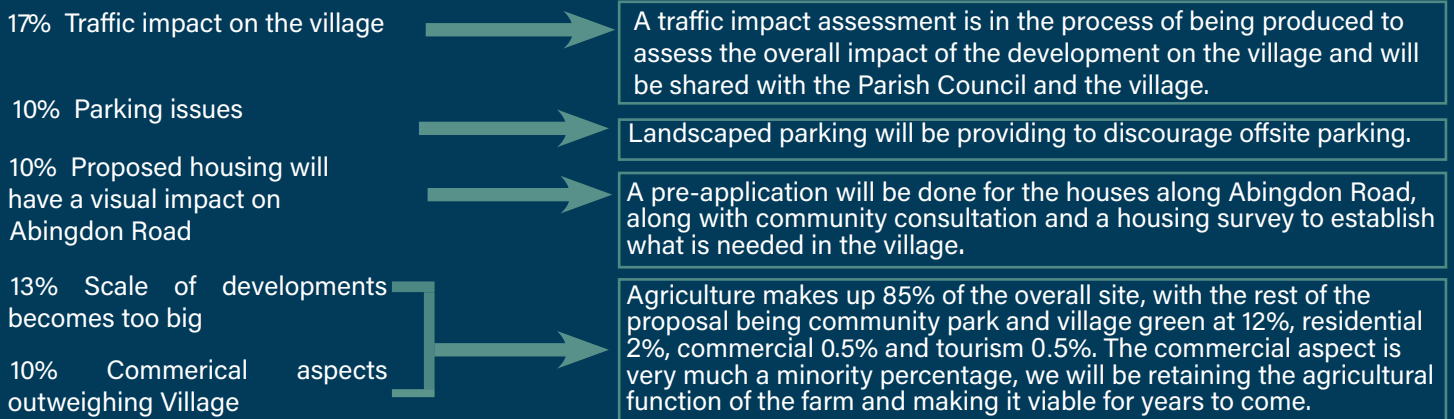 17% Traffic impact on the village
A traffic impact assessment is in the process of being produced to
assess the overall impact of the development on the village and will
be shared with the Parish Council and the village.
10% Parking issues
Landscaped parking will be providing to discourage offsite parking.
10% Proposed housing will
have a visual impact on
Abingdon Road
A pre-application will be done for the houses along Abingdon Road,
along with community consultation and a housing survey to establish
what is needed in the village.
13% Scale of developments
becomes too big
10% Commerical aspects
outweighing Village
Agriculture makes up 85% of the overall site, with the rest of the
proposal being community park and village green at 12%, residential
2%, commercial 0.5% and tourism 0.5%. The commercial aspect is
very much a minority percentage, we will be retaining the agricultural
function of the farm and making it viable for years to come.